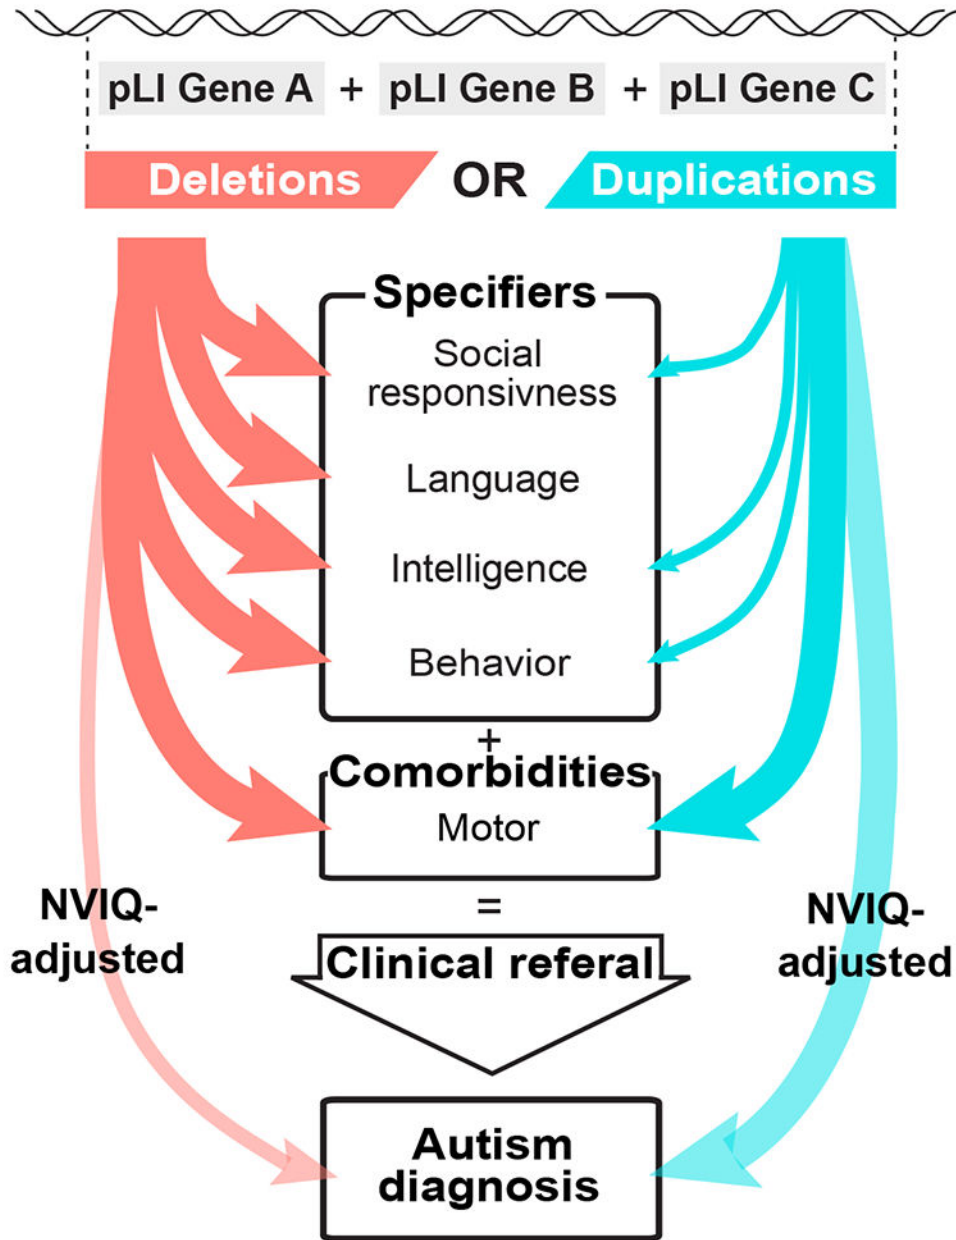 pLI Gene A + pLI Gene B + pLI Gene C
Deletions OR Duplications
Specifiers
Social
responsivness
Language
Intelligence
Behavior
+
Comorbidities
Motor
NVIQ-
adjusted
=
NVIQ-
adjusted
Clinical referal
Autism
diagnosis